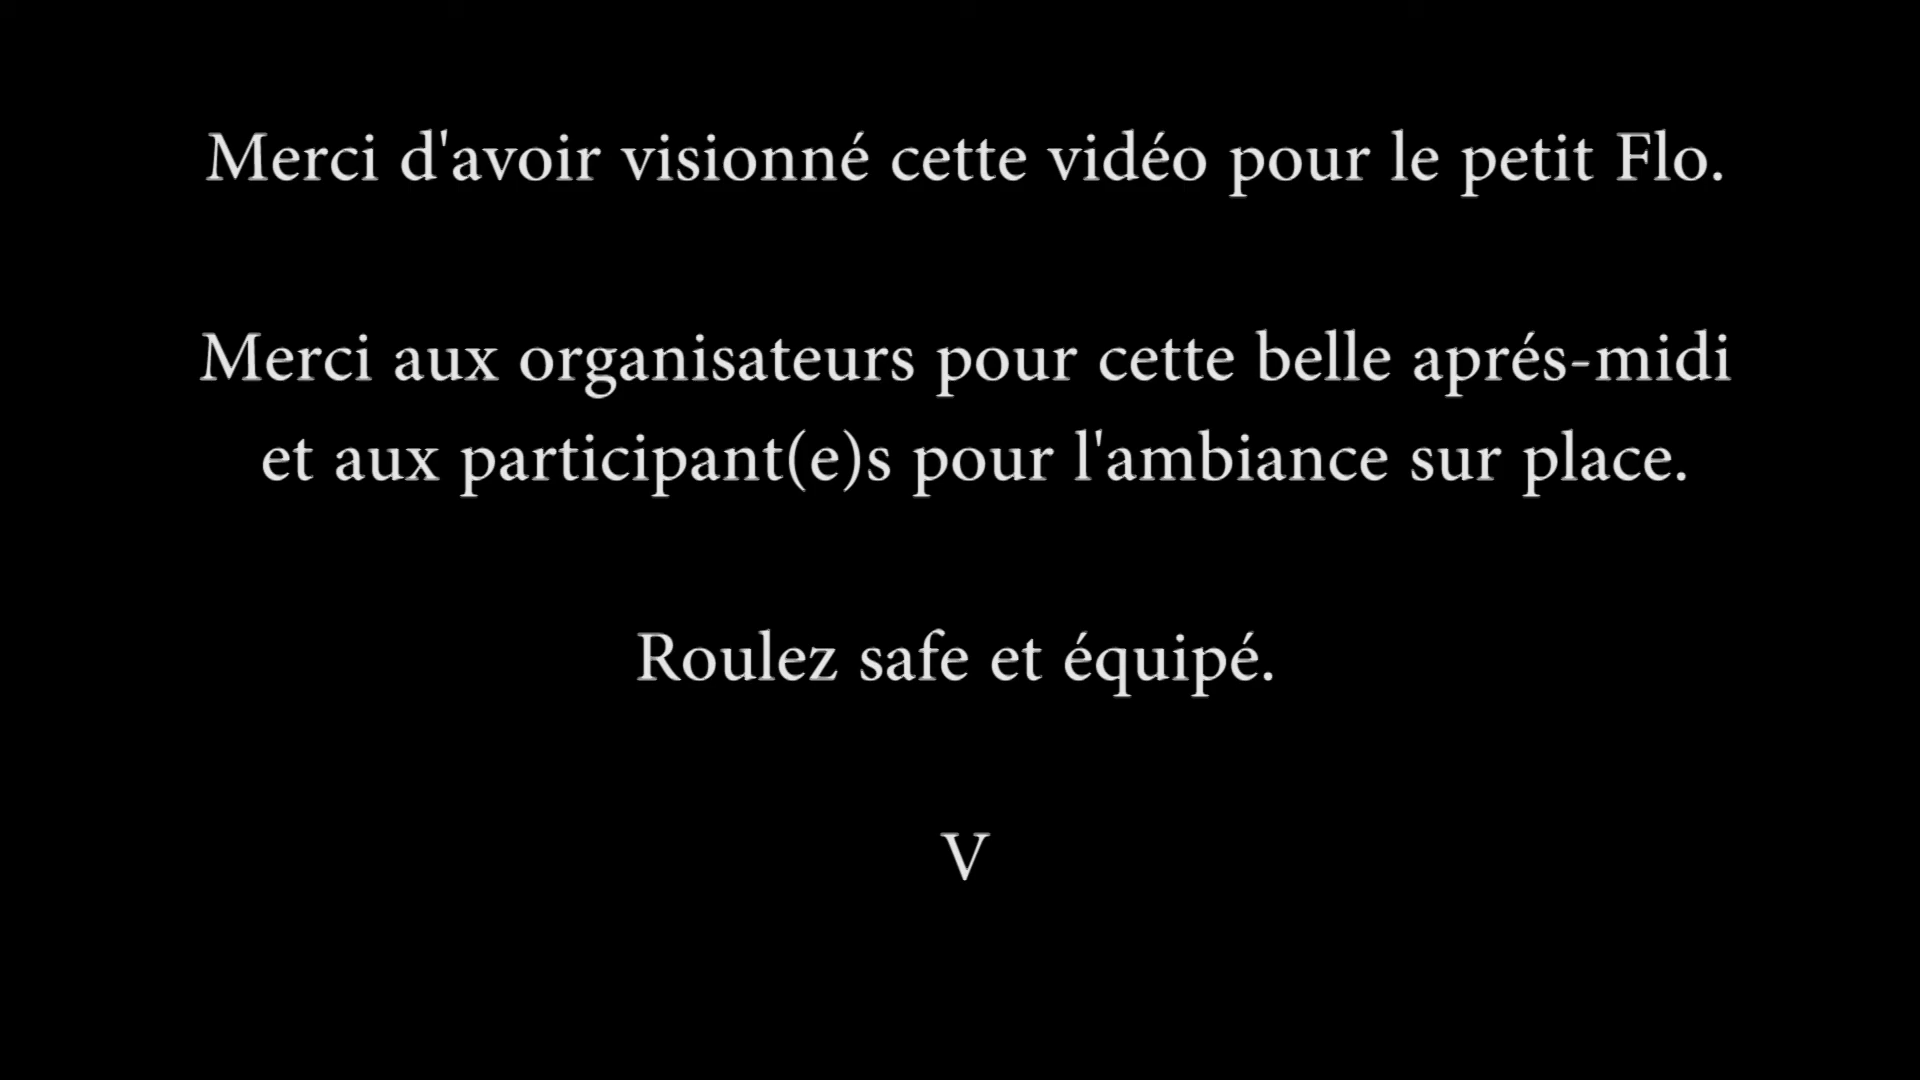 Merci d'avoir visionné cette vidéo pour le petit Flo.
Merci aux organisateurs pour cette belle aprés-midi
et aux participant(e)s pour l'ambiance sur place.
Roulez safe et équipé.
V